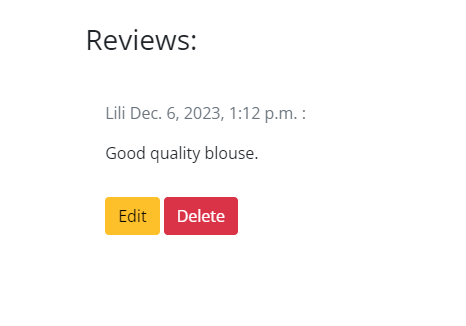 Reviews:
Lili Dec. 6, 2023, 1:12 p.m. :
Good quality blouse.
Edit Delete